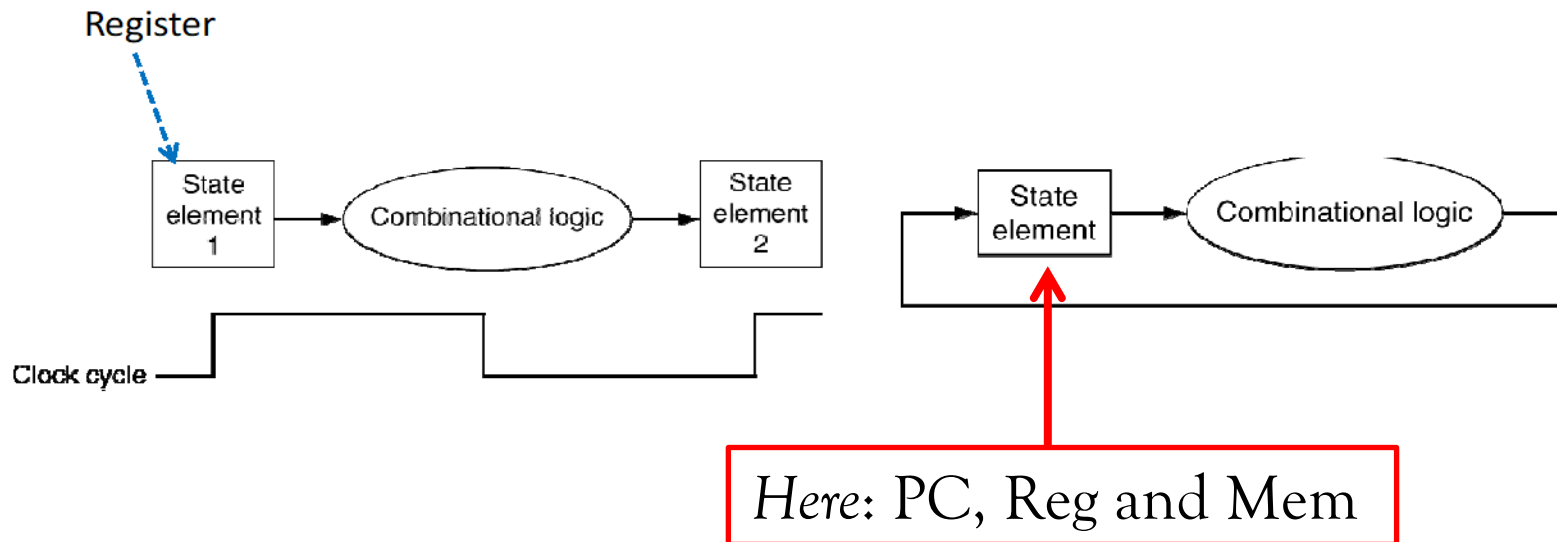 Register
State
element
1
Combinational logic
State
element
2
Clock cycle
State
element
Combinational logic
Here: PC, Reg and Mem